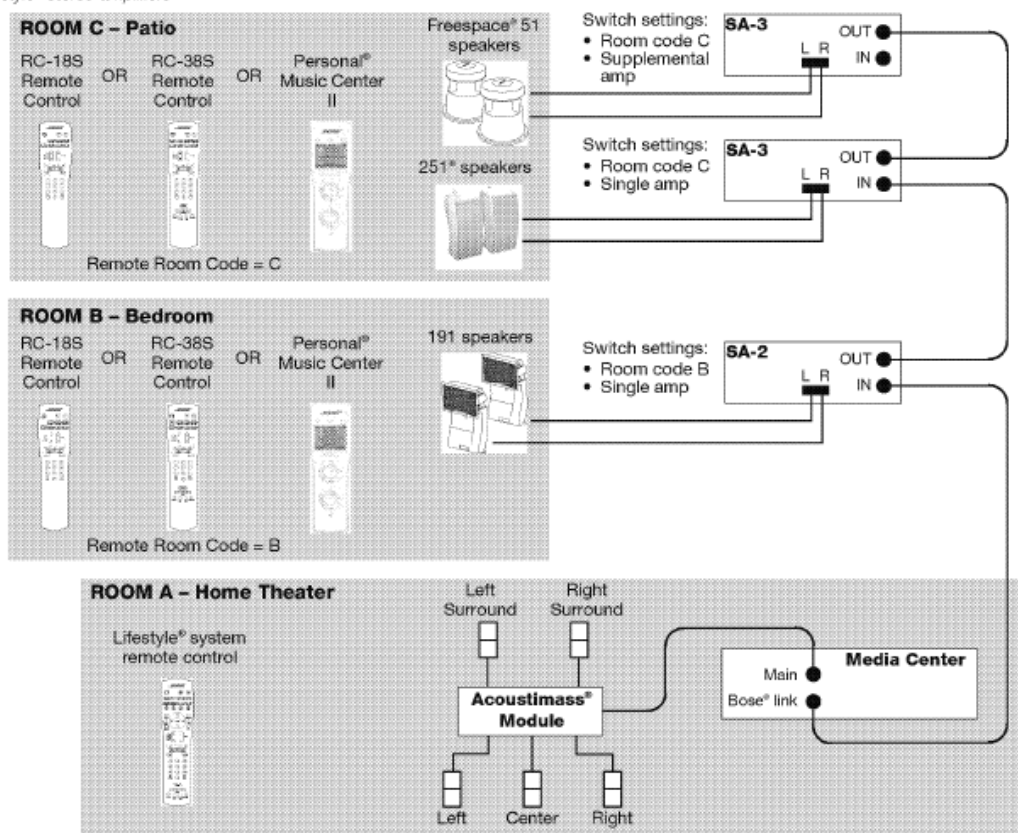 ROOM C – Patio
RC-18S
Remote
Control
OR
RC-38S
Remote
Control
OR
Personal®
Music Center
II
Remote Room Code = C
Freespace® 51
speakers
251® speakers
Switch settings:
• Room code C
• Supplemental
amp
SA-3
L R
OUT
IN
Switch settings:
• Room code C
• Single amp
SA-3
L R
OUT
IN
ROOM B – Bedroom
RC-18S
Remote
Control
OR
RC-38S
Remote
Control
OR
Personal®
Music Center
II
Remote Room Code = B
191 speakers
Switch settings:
• Room code B
• Single amp
SA-2
L R
OUT
IN
ROOM A – Home Theater
Lifestyle® system
remote control
Left
Surround
Right
Surround
Acoustimass®
Module
Left
Center
Right
Media Center
Main
Bose® link